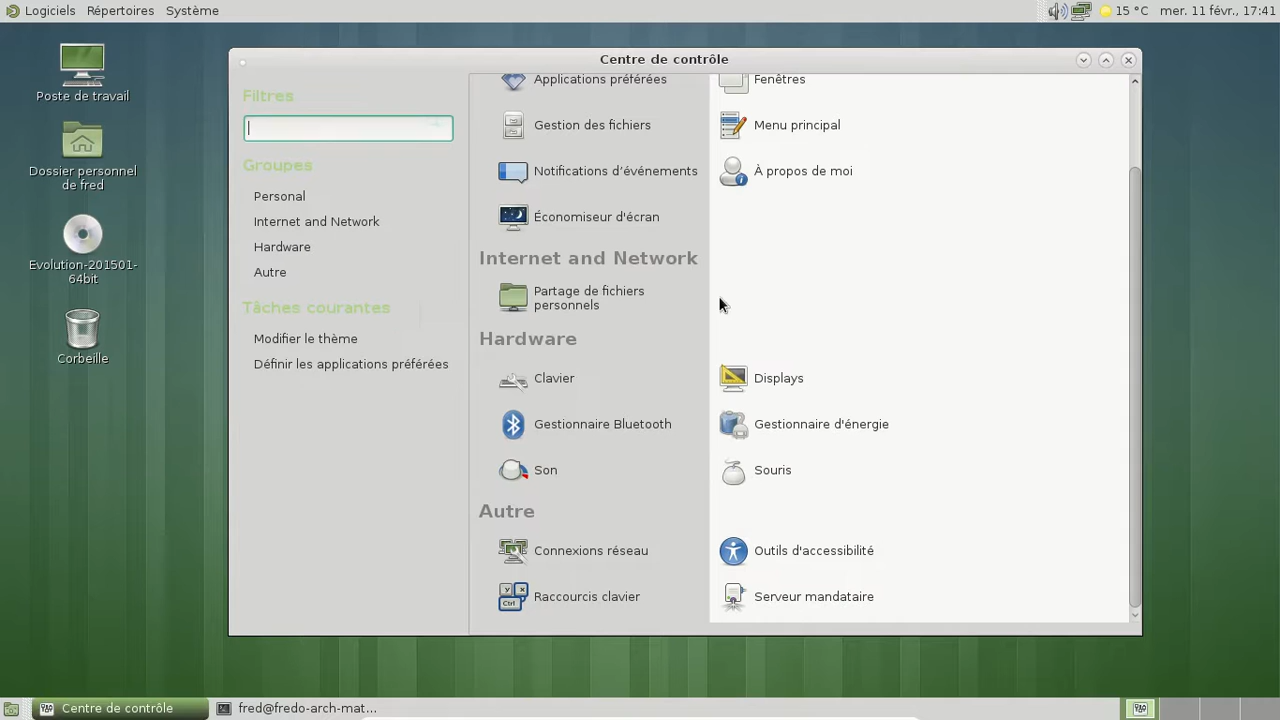 Logiciels Répertoires Système
15 °C mer. 11 févr., 17:41
Poste de travail
Dossier personnel
de fred
Evolution-201501-
64bit
Corbeille
Centre de contrôle
Filtres
Groupes
Personal
Internet and Network
Hardware
Autre
Tâches courantes
Modifier le thème
Définir les applications préférées
Applications préférées
Fenêtres
Gestion des fichiers
Menu principal
Notifications d’événements
À propos de moi
Économiseur d'écran
Internet and Network
Partage de fichiers
personnels
Hardware
Clavier
Displays
Gestionnaire Bluetooth
Gestionnaire d'énergie
Son
Souris
Autre
Connexions réseau
Outils d'accessibilité
Raccourcis clavier
Serveur mandataire
Centre de contrôle
fred@fredo-arch-mat...